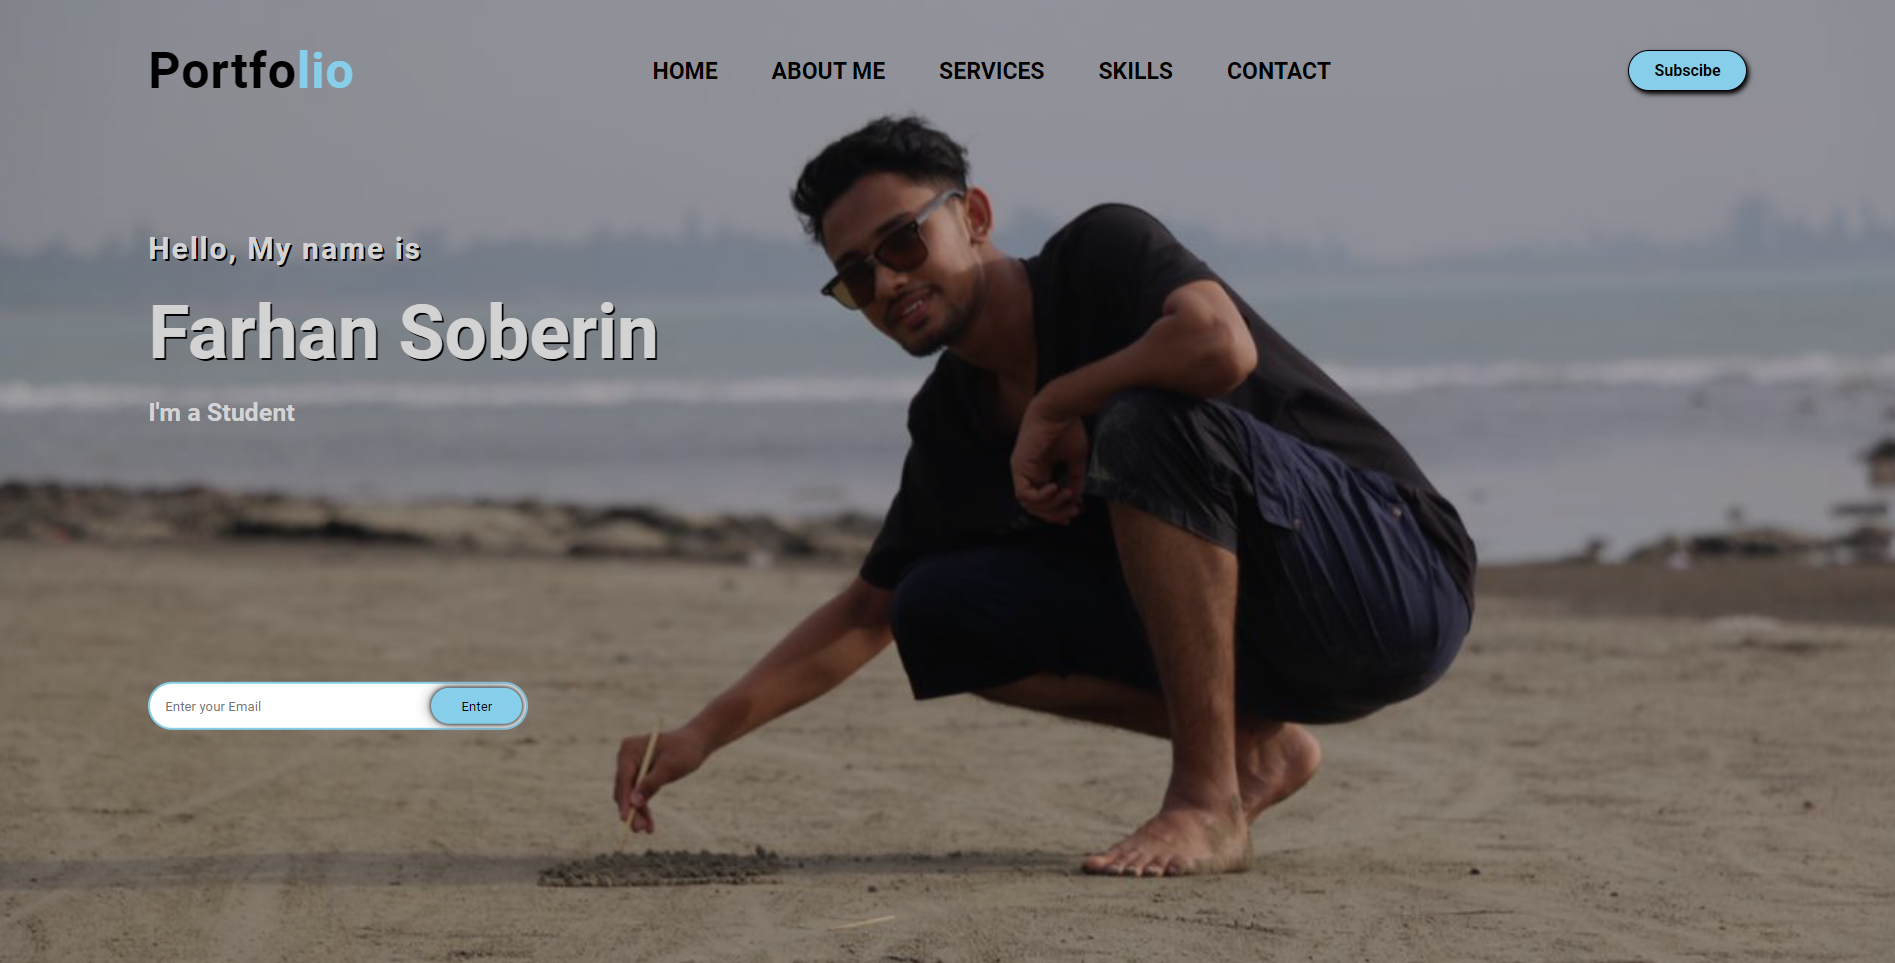 Portfolio
HOME ABOUT ME SERVICES SKILLS CONTACT
Subscibe
Hello, My name is
Farhan Soberin
I'm a Student
Enter your Email
Enter